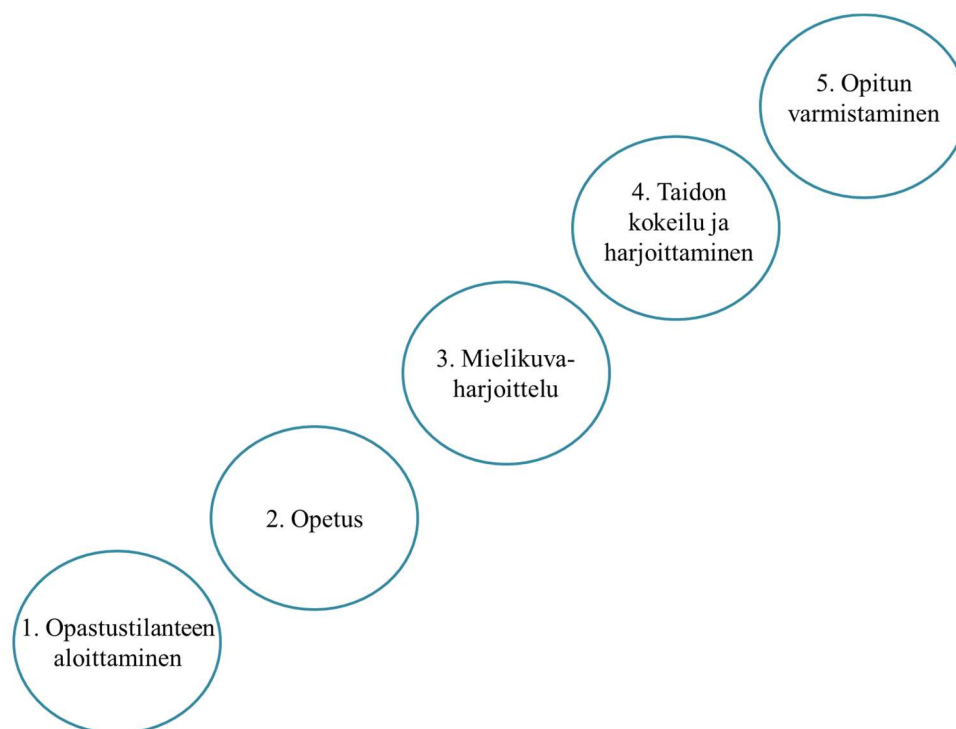 1. Opastustilanteen
aloittaminen
2. Opetus
3. Mielikuva-
harjoittelu
4. Taidon
kokeilu ja
harjoittaminen
5. Opitun
varmistaminen